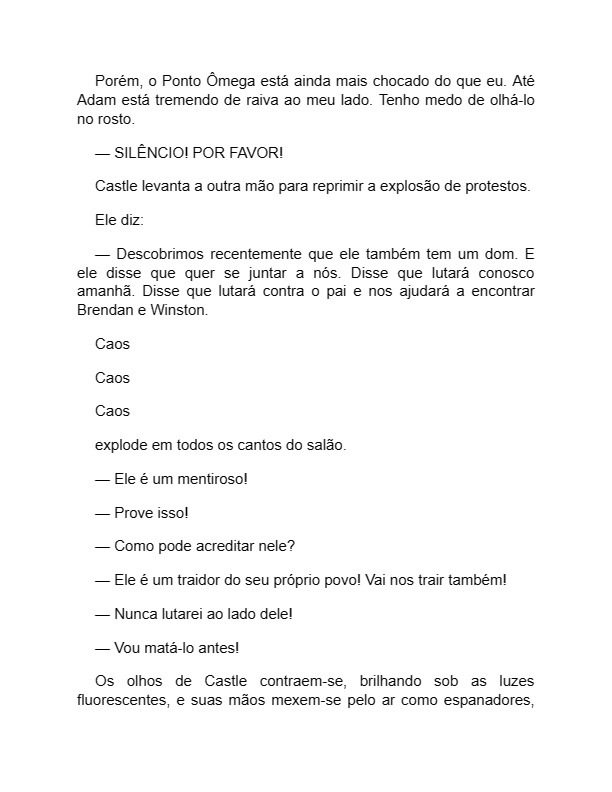 Porém, o Ponto Ômega está ainda mais chocado do que eu. Até
Adam está tremendo de raiva ao meu lado. Tenho medo de olhá-lo
no rosto.
— SILÊNCIO! POR FAVOR!
Castle levanta a outra mão para reprimir a explosão de protestos.
Ele diz:
— Descobrimos recentemente que ele também tem um dom. E
ele disse que quer se juntar a nós. Disse que lutará conosco
amanhã. Disse que lutará contra o pai e nos ajudará a encontrar
Brendan e Winston.
Caos
Caos
Caos
explode em todos os cantos do salão.
— Ele é um mentiroso!
— Prove isso!
— Como pode acreditar nele?
— Ele é um traidor do seu próprio povo! Vai nos trair também!
— Nunca lutarei ao lado dele!
— Vou matá-lo antes!
Os olhos de Castle contraem-se, brilhando sob as luzes
fluorescentes, e suas mãos mexem-se pelo ar como espanadores,